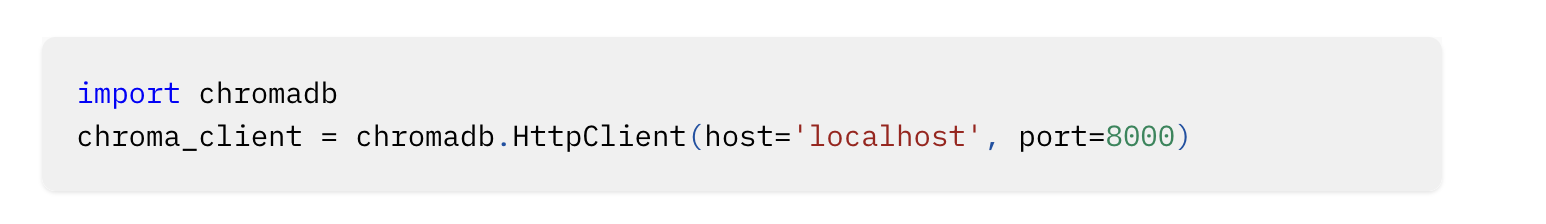 import chromadb
chroma_client = chromadb.HttpClient(host='localhost', port=8000)